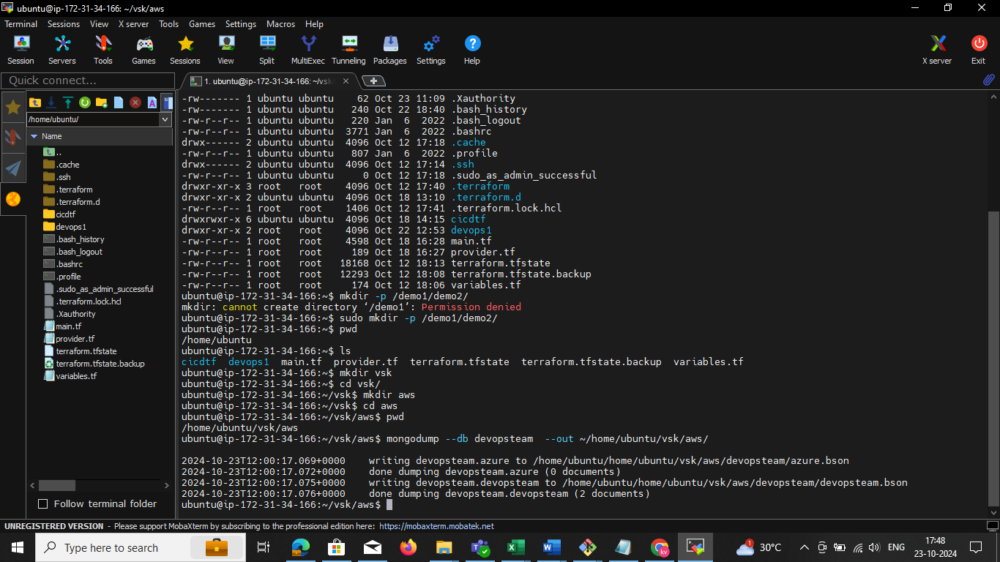 ubuntu@ip-172-31-34-166: ~/vsk/aws
Terminal Sessions View X server Tools Games Settings Macros Help
Session Servers Tools Games Sessions View Split MultiExec Tunneling Packages Settings Help X server Exit
Quick connect...
1. ubuntu@ip-172-31-34-166: ~/vsk/
/home/ubuntu/
Name
..
.cache
.ssh
.terraform
.terraform.d
cicdtf
devops1
.bash_history
.bash_logout
.bashrc
.profile
.sudo_as_admin_successful
.terraform.lock.hcl
.Xauthority
main.tf
provider.tf
terraform.tfstate
terraform.tfstate.backup
variables.tf
Follow terminal folder
-rw------- 1 ubuntu ubuntu    62 Oct 23 11:09 .Xauthority
-rw------- 1 ubuntu ubuntu   240 Oct 22 18:40 .bash_history
-rw-r--r-- 1 ubuntu ubuntu   220 Jan  6  2022 .bash_logout
-rw-r--r-- 1 ubuntu ubuntu  3771 Jan  6  2022 .bashrc
drwx------ 2 ubuntu ubuntu  4096 Oct 12 17:18 .cache
-rw-r--r-- 1 ubuntu ubuntu   807 Jan  6  2022 .profile
drwx------ 2 ubuntu ubuntu  4096 Oct 12 17:14 .ssh
-rw-r--r-- 1 ubuntu ubuntu     0 Oct 12 17:18 .sudo_as_admin_successful
drwxr-xr-x 3 root   root    4096 Oct 12 17:40 .terraform
drwxr-xr-x 2 ubuntu ubuntu  4096 Oct 18 13:10 .terraform.d
-rw-r--r-- 1 root   root    1406 Oct 12 17:41 .terraform.lock.hcl
drwxrwxr-x 6 ubuntu ubuntu  4096 Oct 18 14:15 cicdtf
drwxr-xr-x 2 root   root    4096 Oct 22 12:53 devops1
-rw-r--r-- 1 root   root    4598 Oct 18 16:28 main.tf
-rw-r--r-- 1 root   root     189 Oct 18 16:27 provider.tf
-rw-r--r-- 1 root   root   18168 Oct 12 18:13 terraform.tfstate
-rw-r--r-- 1 root   root   12293 Oct 12 18:08 terraform.tfstate.backup
-rw-r--r-- 1 root   root     174 Oct 12 18:06 variables.tf
ubuntu@ip-172-31-34-166:~$ mkdir -p /demo1/demo2/
mkdir: cannot create directory ‘/demo1’: Permission denied
ubuntu@ip-172-31-34-166:~$ sudo mkdir -p /demo1/demo2/
ubuntu@ip-172-31-34-166:~$ pwd
/home/ubuntu
ubuntu@ip-172-31-34-166:~$ ls
cicdtf  devops1  main.tf  provider.tf  terraform.tfstate  terraform.tfstate.backup  variables.tf
ubuntu@ip-172-31-34-166:~$ mkdir vsk
ubuntu@ip-172-31-34-166:~$ cd vsk/
ubuntu@ip-172-31-34-166:~/vsk$ mkdir aws
ubuntu@ip-172-31-34-166:~/vsk$ cd aws
ubuntu@ip-172-31-34-166:~/vsk/aws$ pwd
/home/ubuntu/vsk/aws
ubuntu@ip-172-31-34-166:~/vsk/aws$ mongodump --db devopsteam  --out ~/home/ubuntu/vsk/aws/
2024-10-23T12:00:17.069+0000    writing devopsteam.azure to /home/ubuntu/home/ubuntu/vsk/aws/devopsteam/azure.bson
2024-10-23T12:00:17.072+0000    done dumping devopsteam.azure (0 documents)
2024-10-23T12:00:17.075+0000    writing devopsteam.devopsteam to /home/ubuntu/home/ubuntu/vsk/aws/devopsteam/devopsteam.bson
2024-10-23T12:00:17.076+0000    done dumping devopsteam.devopsteam (2 documents)
ubuntu@ip-172-31-34-166:~/vsk/aws$
UNREGISTERED VERSION - Please support MobaXterm by subscribing to the professional edition here: https://mobaxterm.mobatek.net
Type here to search
kv
1
30°C
ENG
17:48
23-10-2024